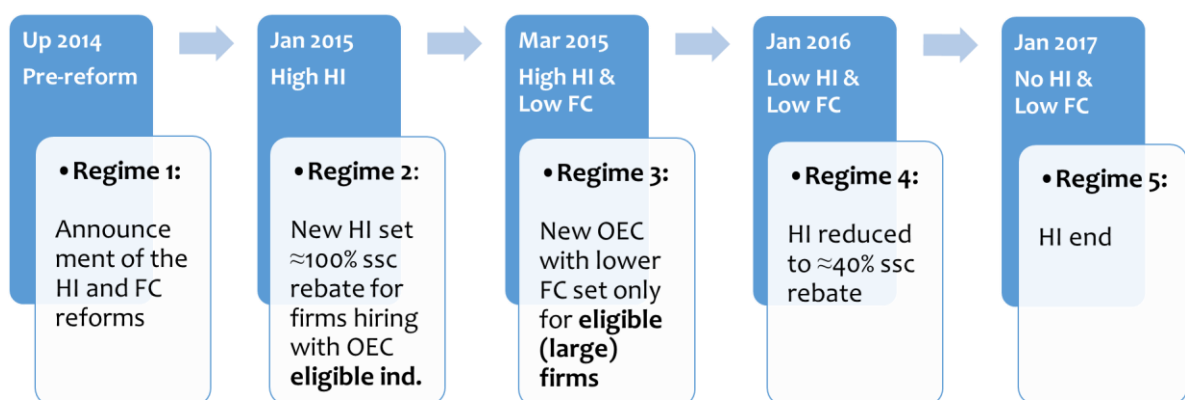 Up 2014
Pre-reform
• Regime 1:
Announce
ment of the
HI and FC
reforms
Jan 2015
High HI
• Regime 2:
New HI set
≈100% ssc
rebate for
firms hiring
with OEC
eligible ind.
Mar 2015
High HI &
Low FC
• Regime 3:
New OEC
with lower
FC set only
for eligible
(large)
firms
Jan 2016
Low HI &
Low FC
• Regime 4:
HI reduced
to ≈40% ssc
rebate
Jan 2017
No HI &
Low FC
• Regime 5:
HI end